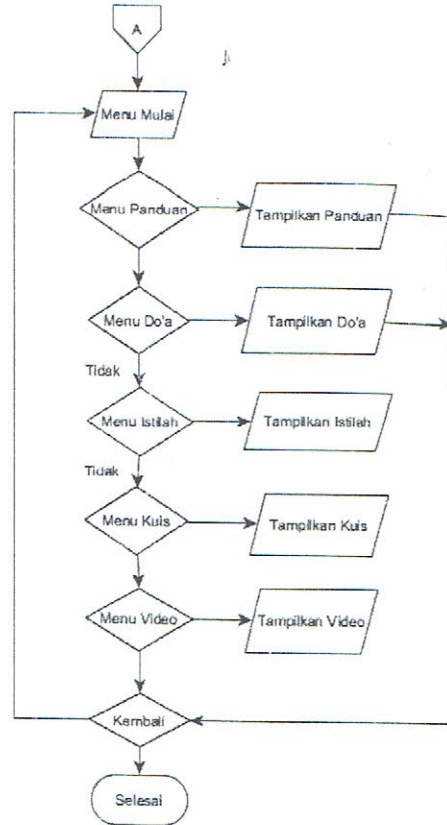 A
Menu Mulai
Menu Panduan
Tampilkan Panduan
Menu Do'a
Tampilkan Do'a
Tidak
Menu Istilah
Tampilkan Istilah
Tidak
Menu Kuis
Tampilkan Kuis
Menu Video
Tampilkan Video
Kembali
Selesai